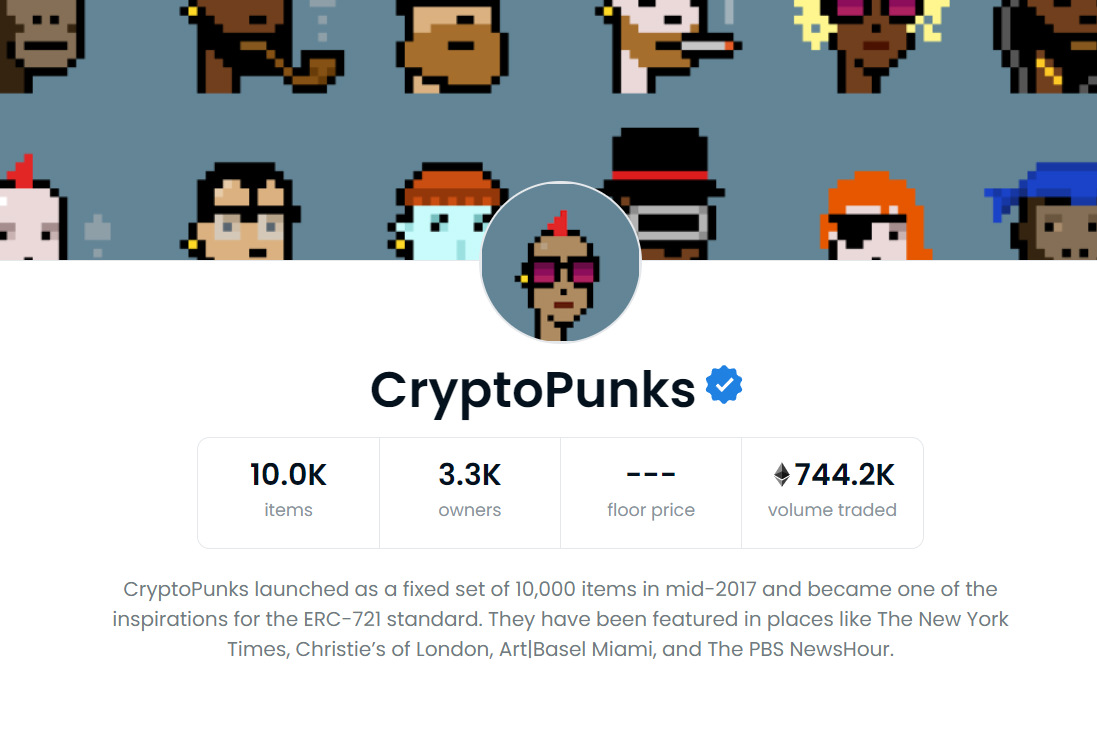 CryptoPunks
10.0K
items
3.3K
owners
---
floor price
744.2K
volume traded
CryptoPunks launched as a fixed set of 10,000 items in mid-2017 and became one of the
inspirations for the ERC-721 standard. They have been featured in places like The New York
Times, Christie’s of London, Art|Basel Miami, and The PBS NewsHour.